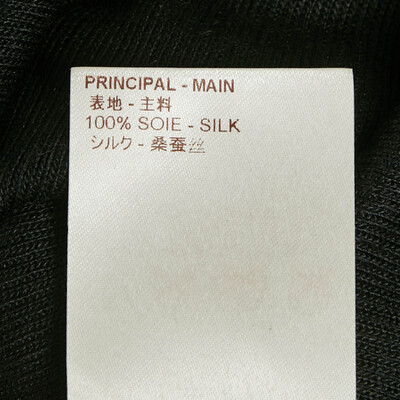 PRINCIPAL - MAIN
表地 - 主料
100% SOIE - SILK
シルク - 桑蚕丝